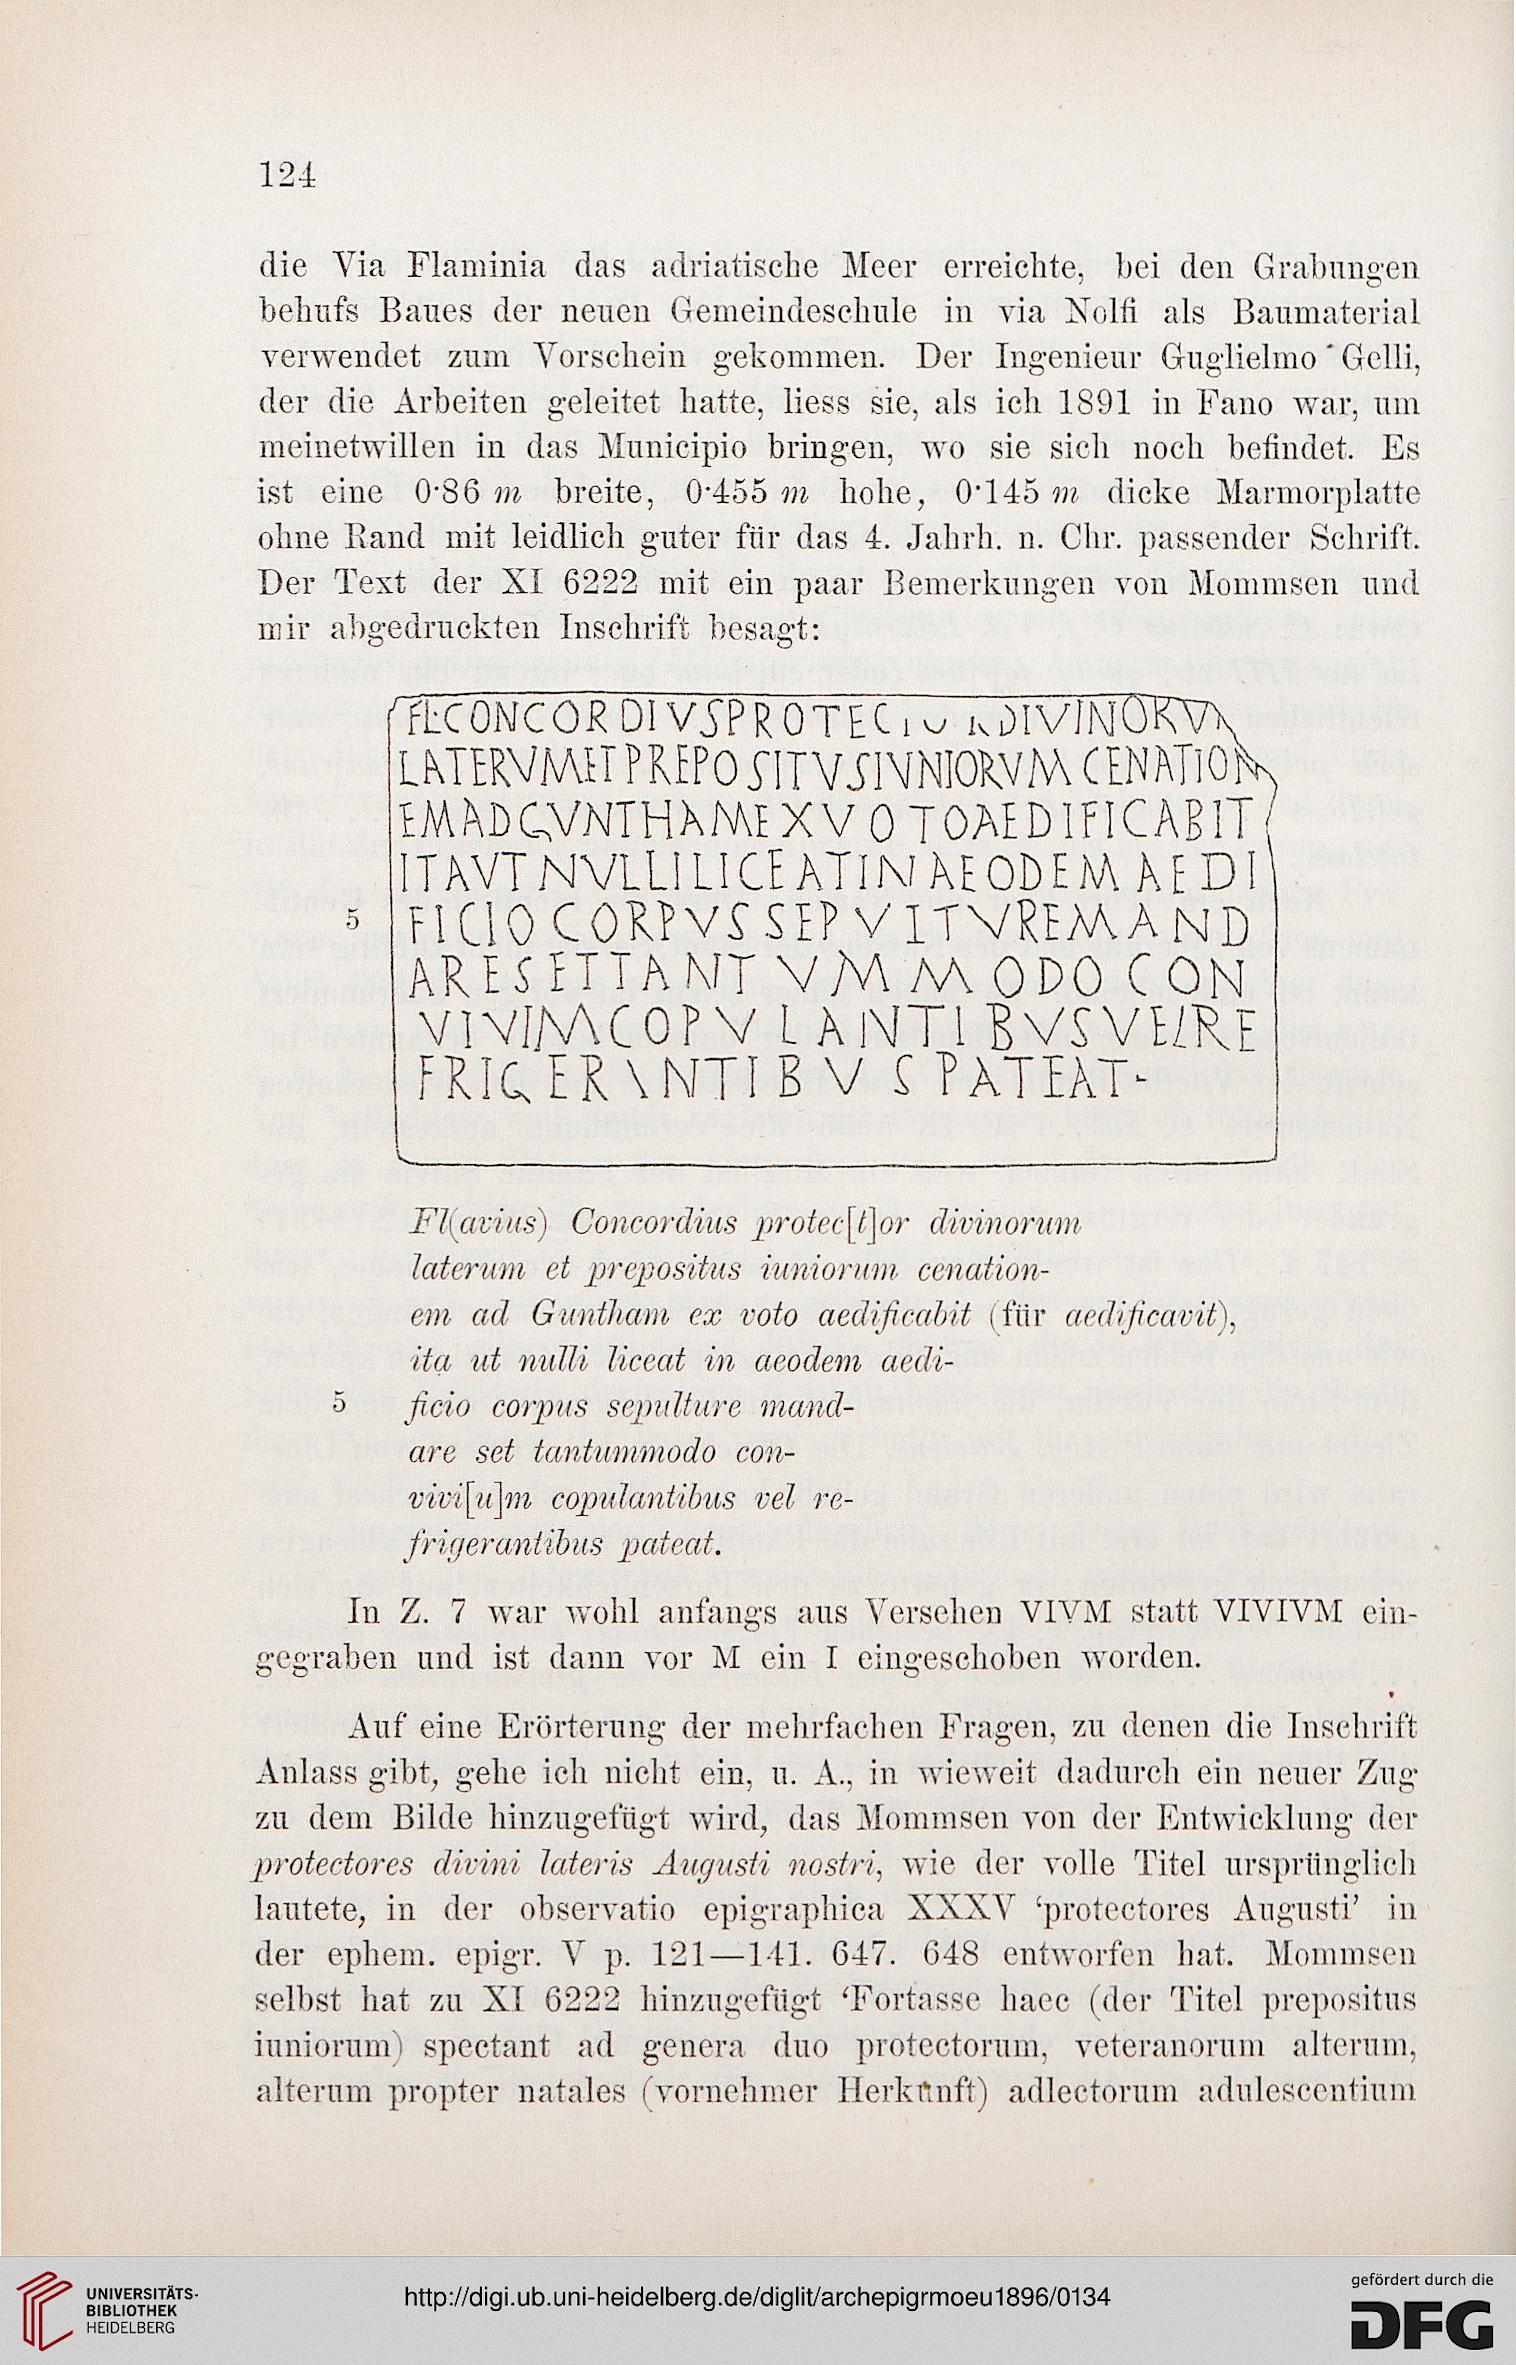 124
die Via Flaminia das adriatische Meer erreichte, bei den Grabungen
behufs Baues der neuen Gemeindeschule in via Nolfi als Baumaterial
verwendet zum Vorschein gekommen. Der Ingenieur Guglielmo Gelli,
der die Arbeiten geleitet hatte, liess sie, als ich 1891 in Fano war, um
meinetwillen in das Municipio bringen, wo sie sich noch befindet. Es
ist eine 0·86 m breite, 0·455 m hohe, 0·145 m dicke Marmorplatte
ohne Rand mit leidlich guter für das 4. Jahrh. n. Chr. passender Schrift.
Der Text der XI 6222 mit ein paar Bemerkungen von Mommsen und
mir abgedruckten Inschrift besagt:
FL·CONCORDIVSPROTEC DIVINORVM
LATERVMETPREPOSITVSIVNIORVMCENATION
EMADGVNTHAMEXVOTOAEDIFICABIT
ITAVTNVLLILICEATINAEODEMAEDI
5 FICIOCORPVSSEPVITVREMAND
ARESETTANTVMMODOCON
VIVIMCOPVLANTIBVSVELRE
FRIGERANTIBVSPATEAT-
Fl(avius) Concordius protec[t]or divinorum
laterum et prepositus iuniorum cenation-
em ad Guntham ex voto aedificabit (für aedificavit),
ita ut nulli liceat in aeodem aedi-
5 ficio corpus sepulture mand-
are set tantummodo con-
vivi[u]m copulantibus vel re-
frigerantibus pateat.
In Z. 7 war wohl anfangs aus Versehen VIVM statt VIVIVM ein-
gegraben und ist dann vor M ein I eingeschoben worden.
Auf eine Erörterung der mehrfachen Fragen, zu denen die Inschrift
Anlass gibt, gehe ich nicht ein, u. A., in wieweit dadurch ein neuer Zug
zu dem Bilde hinzugefügt wird, das Mommsen von der Entwicklung der
protectores divini lateris Augusti nostri, wie der volle Titel ursprünglich
lautete, in der observatio epigraphica XXXV ‘protectores Augusti’ in
der ephem. epigr. V p. 121—141. 647. 648 entworfen hat. Mommsen
selbst hat zu XI 6222 hinzugefügt ‘Fortasse haec (der Titel prepositus
iuniorum) spectant ad genera duo protectorum, veteranorum alterum,
alterum propter natales (vornehmer Herkunft) adlectorum adulescentium
UNIVERSITÄTS-
BIBLIOTHEK
HEIDELBERG
http://digi.ub.uni-heidelberg.de/diglit/archepigrmoeu1896/0134
gefördert durch die
DFG